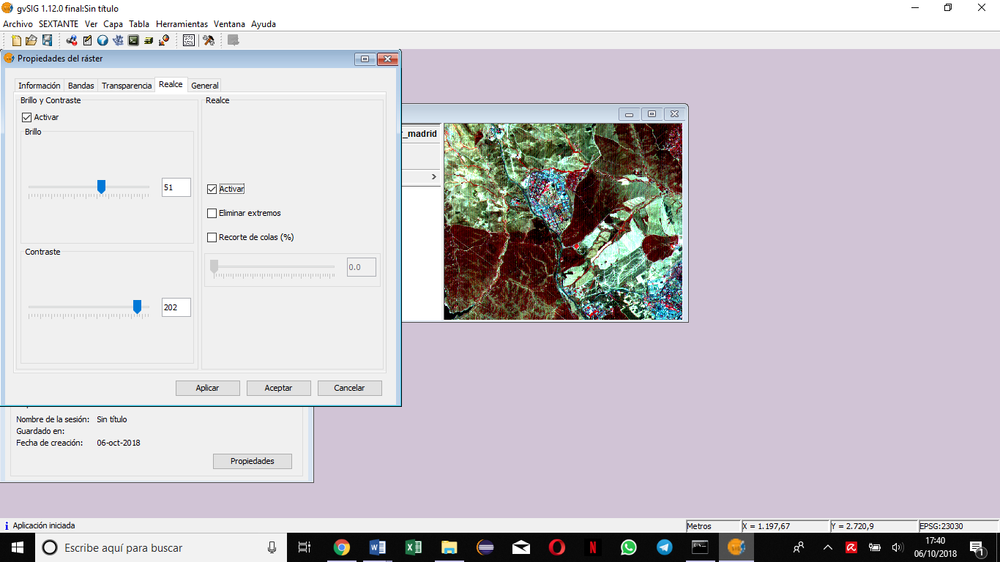 gvSIG 1.12.0 final:Sin título
Archivo SEXTANTE Ver Capa Tabla Herramientas Ventana Ayuda
Propiedades del ráster
Información Bandas Transparencia Realce General
Brillo y Contraste
Activar
Brillo
51
Contraste
202
Realce
Activar
Eliminar extremos
Recorte de colas (%)
0.0
Aplicar Aceptar Cancelar
_madrid
Nombre de la sesión: Sin título
Guardado en:
Fecha de creación: 06-oct-2018
Propiedades
Aplicación iniciada
Metros X = 1.197,67 Y = 2.720,9 EPSG:23030
Escribe aquí para buscar
17:40
06/10/2018
1